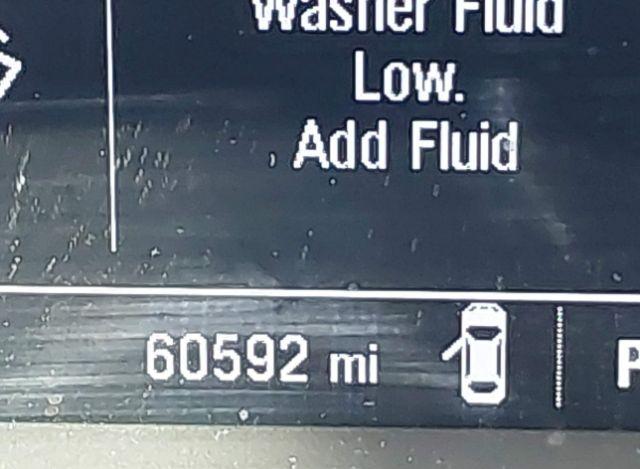 Washer Fluid
Low.
Add Fluid
60592 mi
P